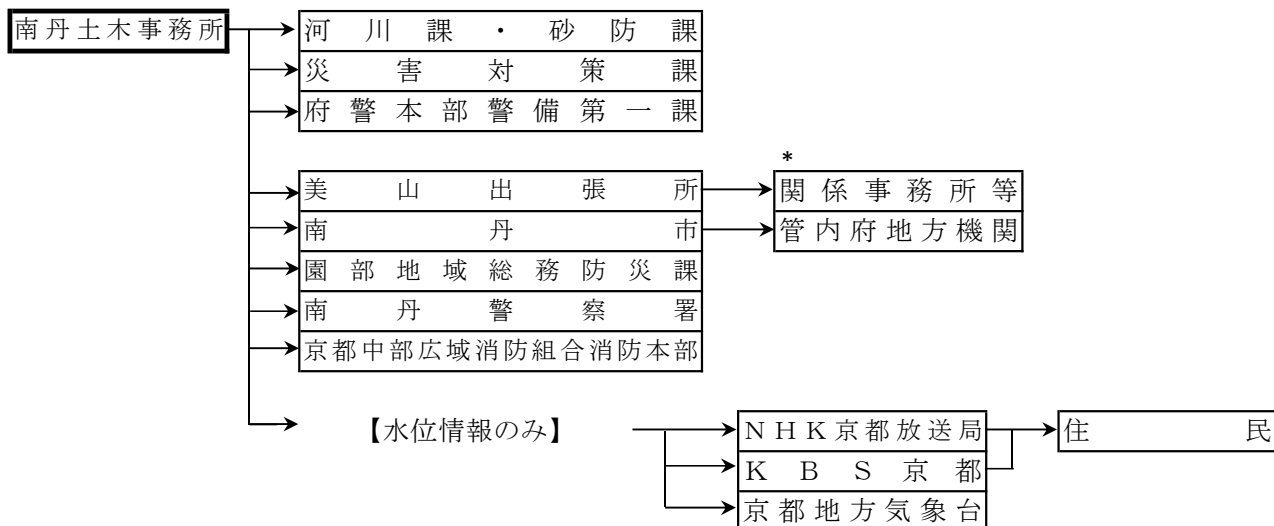 南丹土木事務所
河川課・砂防課
災害対策課
府警本部警備第一課
*
美山出張所
関係事務所等
南丹市
管内府地方機関
園部地域総務防災課
南丹警察署
京都中部広域消防組合消防本部
【水位情報のみ】
NHK京都放送局
住民
KBS京都
京都地方気象台